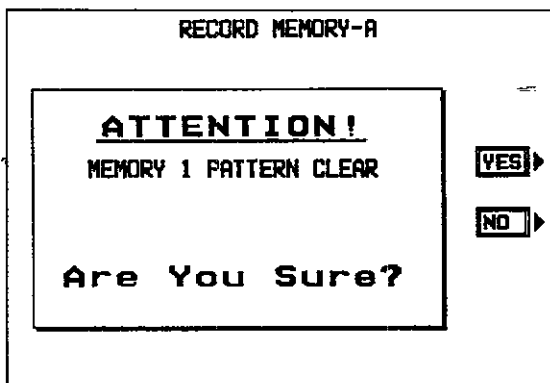 RECORD MEMORY-A
ATTENTION!
MEMORY 1 PATTERN CLEAR
YES
NO
Are You Sure?